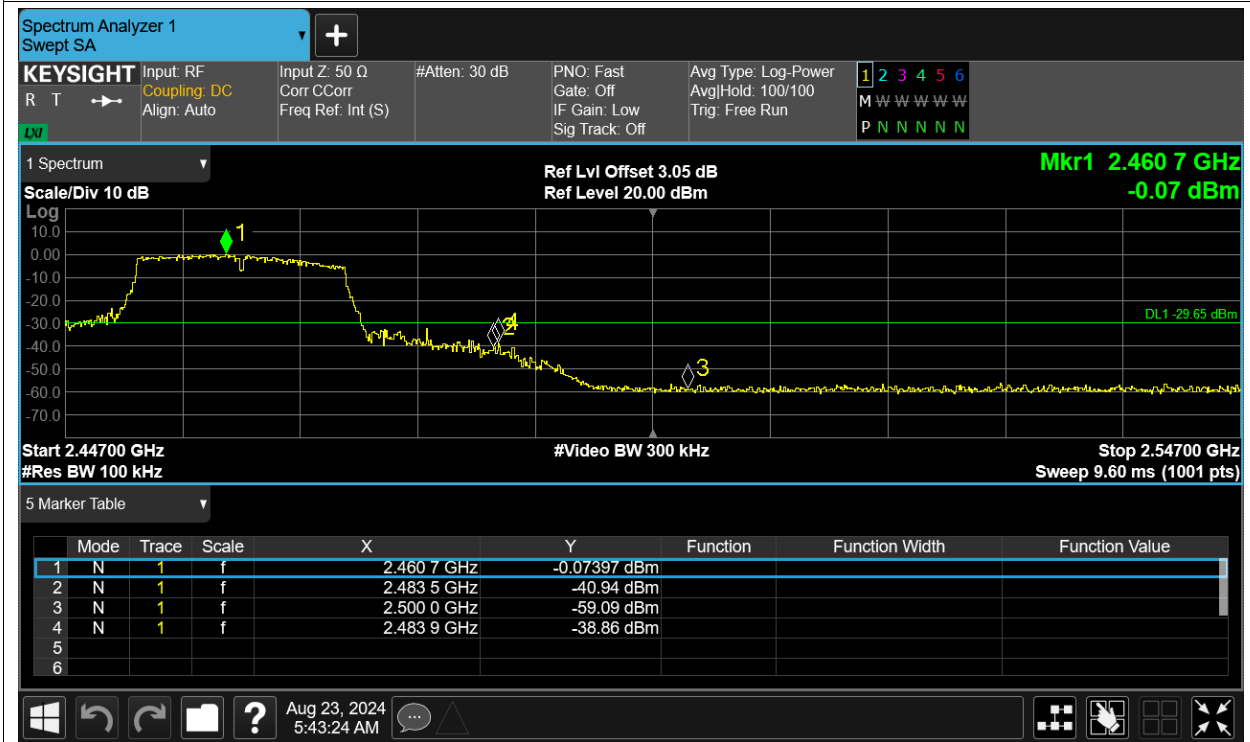 Spectrum Analyzer 1
Swept SA
KEYSIGHT Input: RF Input Z: 50 Ω #Atten: 30 dB PNO: Fast Avg Type: Log-Power 1 2 3 4 5 6
R T Coupling: DC Corr CCorr Gate: Off Avg|Hold: 100/100 M W W W W W
Align: Auto Freq Ref: Int (S) IF Gain: Low Trig: Free Run
LXI Sig Track: Off P N N N N N
1 Spectrum Ref Lvl Offset 3.05 dB Mkr1 2.460 7 GHz
Scale/Div 10 dB Ref Level 20.00 dBm -0.07 dBm
Log
10.0
1
0.00
-10.0
-20.0
-30.0 2 4 DL1 -29.65 dBm
-40.0
-50.0 3
-60.0
-70.0
Start 2.44700 GHz #Video BW 300 kHz Stop 2.54700 GHz
#Res BW 100 kHz Sweep 9.60 ms (1001 pts)
5 Marker Table
Mode Trace Scale X Y Function Function Width Function Value
1 N 1 f 2.460 7 GHz -0.07397 dBm
2 N 1 f 2.483 5 GHz -40.94 dBm
3 N 1 f 2.500 0 GHz -59.09 dBm
4 N 1 f 2.483 9 GHz -38.86 dBm
5
6
? Aug 23, 2024
5:43:24 AM